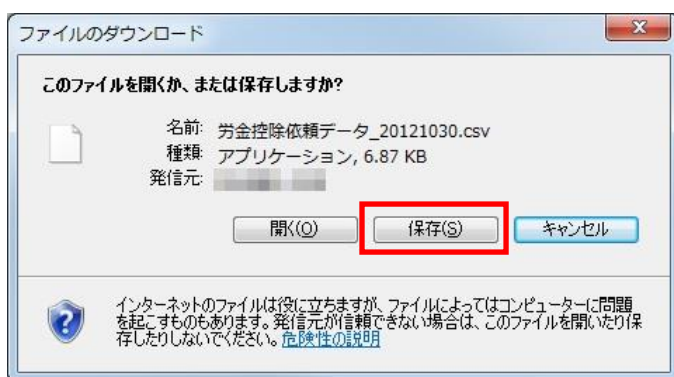 ファイルのダウンロード
このファイルを開くか、または保存しますか?
名前: 労金控除依頼データ_20121030.csv
種類: アプリケーション, 6.87 KB
発信元:
開く(O) 保存(S) キャンセル
インターネットのファイルは役に立ちますが、ファイルによってはコンピューターに問題
を起こすものもあります。発信元が信頼できない場合は、このファイルを開いたり保
存したりしないでください。危険性の説明